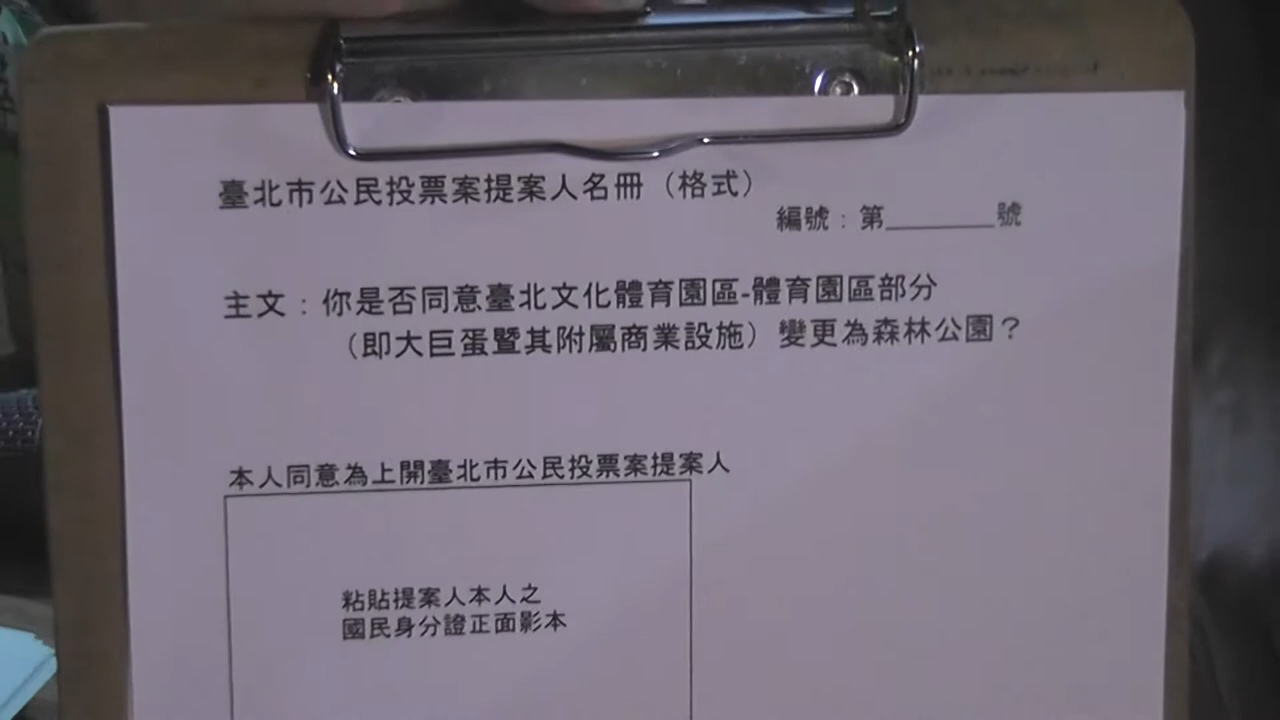 臺北市公民投票案提案人名冊（格式）
編號：第______號
主文：你是否同意臺北文化體育園區-體育園區部分
（即大巨蛋暨其附屬商業設施）變更為森林公園？
本人同意為上開臺北市公民投票案提案人
粘貼提案人本人之
國民身分證正面影本